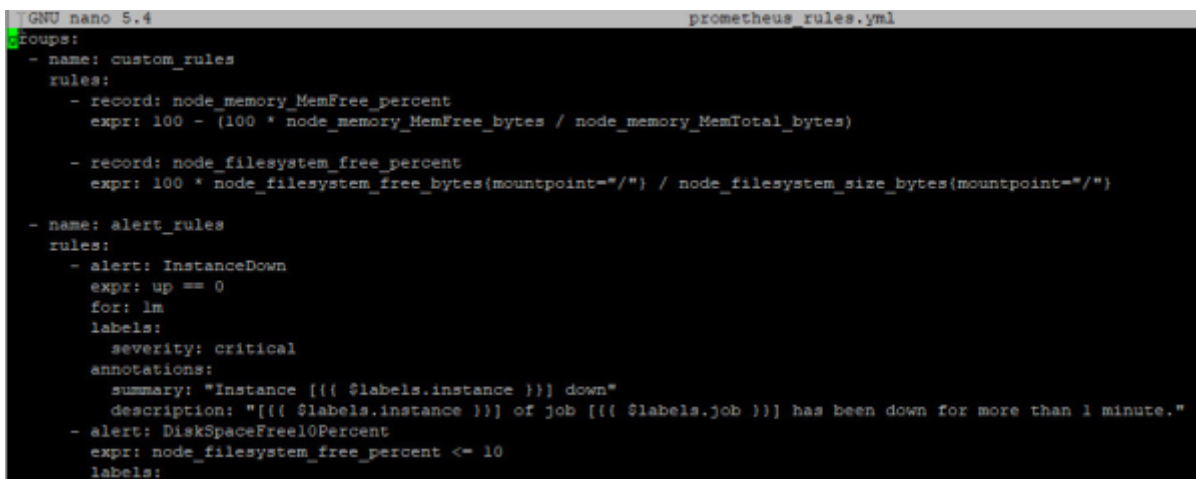 GNU nano 5.4 prometheus_rules.yml
groups:
- name: custom_rules
rules:
- record: node_memory_MemFree_percent
expr: 100 - (100 * node_memory_MemFree_bytes / node_memory_MemTotal_bytes)
- record: node_filesystem_free_percent
expr: 100 * node_filesystem_free_bytes{mountpoint="/"} / node_filesystem_size_bytes{mountpoint="/"}
- name: alert_rules
rules:
- alert: InstanceDown
expr: up == 0
for: 1m
labels:
severity: critical
annotations:
summary: "Instance [{{ $labels.instance }}] down"
description: "[{{ $labels.instance }}] of job [{{ $labels.job }}] has been down for more than 1 minute."
- alert: DiskSpaceFree10Percent
expr: node_filesystem_free_percent <= 10
labels: